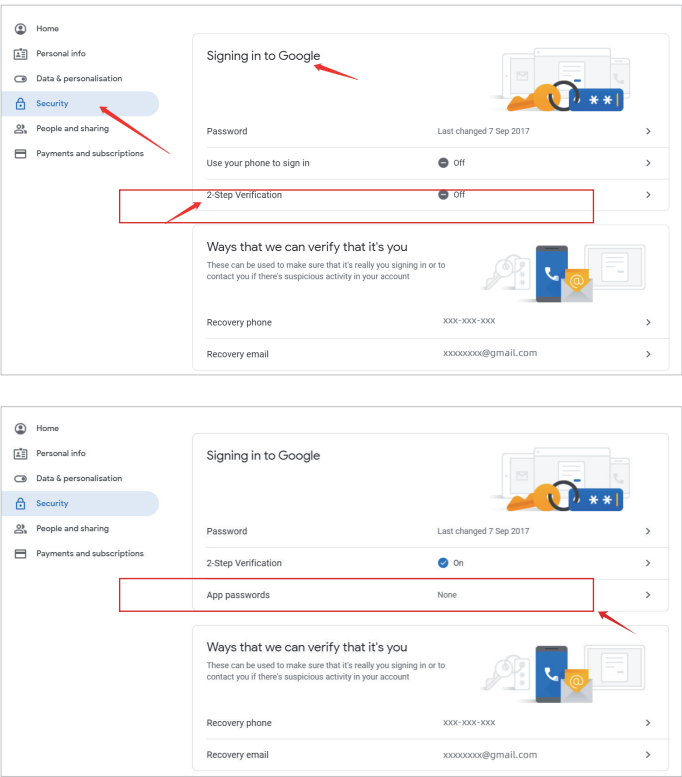 Home
Personal info
Data & personalisation
Security
People and sharing
Payments and subscriptions
Signing in to Google
**
Password Last changed 7 Sep 2017
Use your phone to sign in Off
2-Step Verification Off
Ways that we can verify that it's you
These can be used to make sure that it's really you signing in or to
contact you if there's suspicious activity in your account
@
Recovery phone xxx-xxx-xxx
Recovery email xxxxxxxx@gmail.com
Home
Personal info
Data & personalisation
Security
People and sharing
Payments and subscriptions
Signing in to Google
**
Password Last changed 7 Sep 2017
2-Step Verification On
App passwords None
Ways that we can verify that it's you
These can be used to make sure that it's really you signing in or to
contact you if there's suspicious activity in your account
@
Recovery phone xxx-xxx-xxx
Recovery email xxxxxxxx@gmail.com